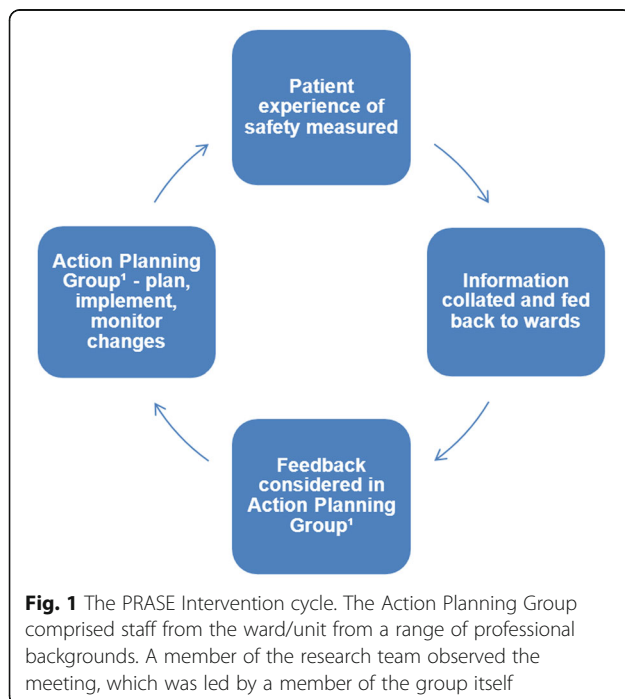 Patient
experience of
safety measured
Action Planning
Group¹ - plan,
implement,
monitor
changes
Information
collated and fed
back to wards
Feedback
considered in
Action Planning
Group¹
Fig. 1 The PRASE Intervention cycle. The Action Planning Group
comprised staff from the ward/unit from a range of professional
backgrounds. A member of the research team observed the
meeting, which was led by a member of the group itself